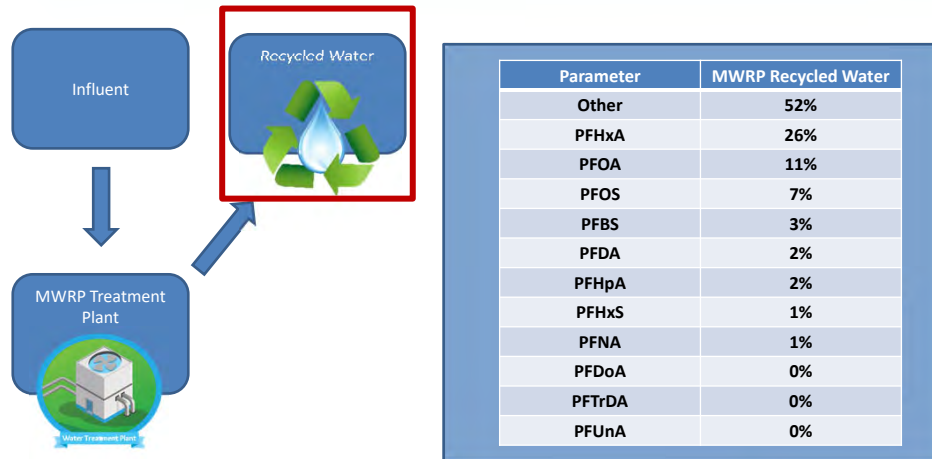 Influent
Recycled Water
MWRP Treatment
Plant
Water Treatment Plant
Parameter MWRP Recycled Water
Other 52%
PFHxA 26%
PFOA 11%
PFOS 7%
PFBS 3%
PFDA 2%
PFHpA 2%
PFHxS 1%
PFNA 1%
PFDoA 0%
PFTrDA 0%
PFUnA 0%